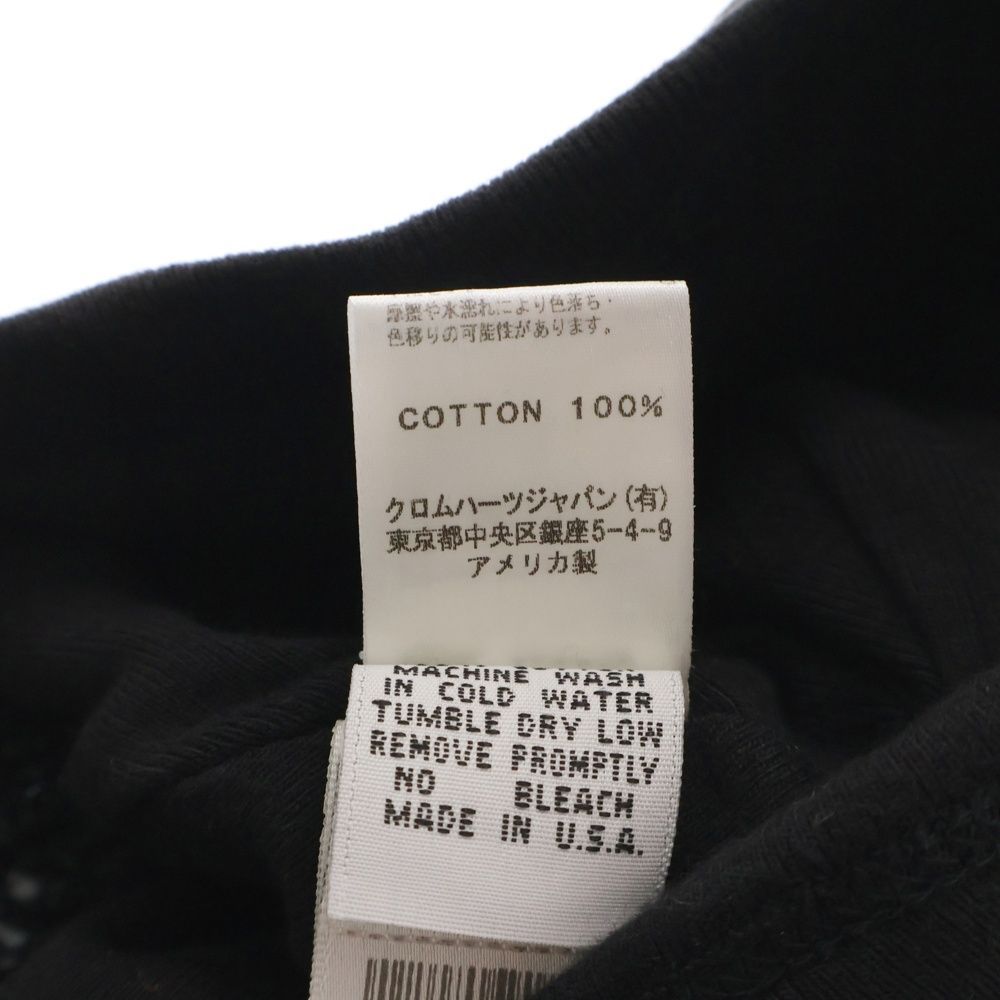 摩擦や水濡れにより色落ち・
色移りの可能性があります。
COTTON 100%
クロムハーツジャパン(有)
東京都中央区銀座5-4-9
アメリカ製
MACHINE WASH
IN COLD WATER
TUMBLE DRY LOW
REMOVE PROMPTLY
NO BLEACH
MADE IN U.S.A.